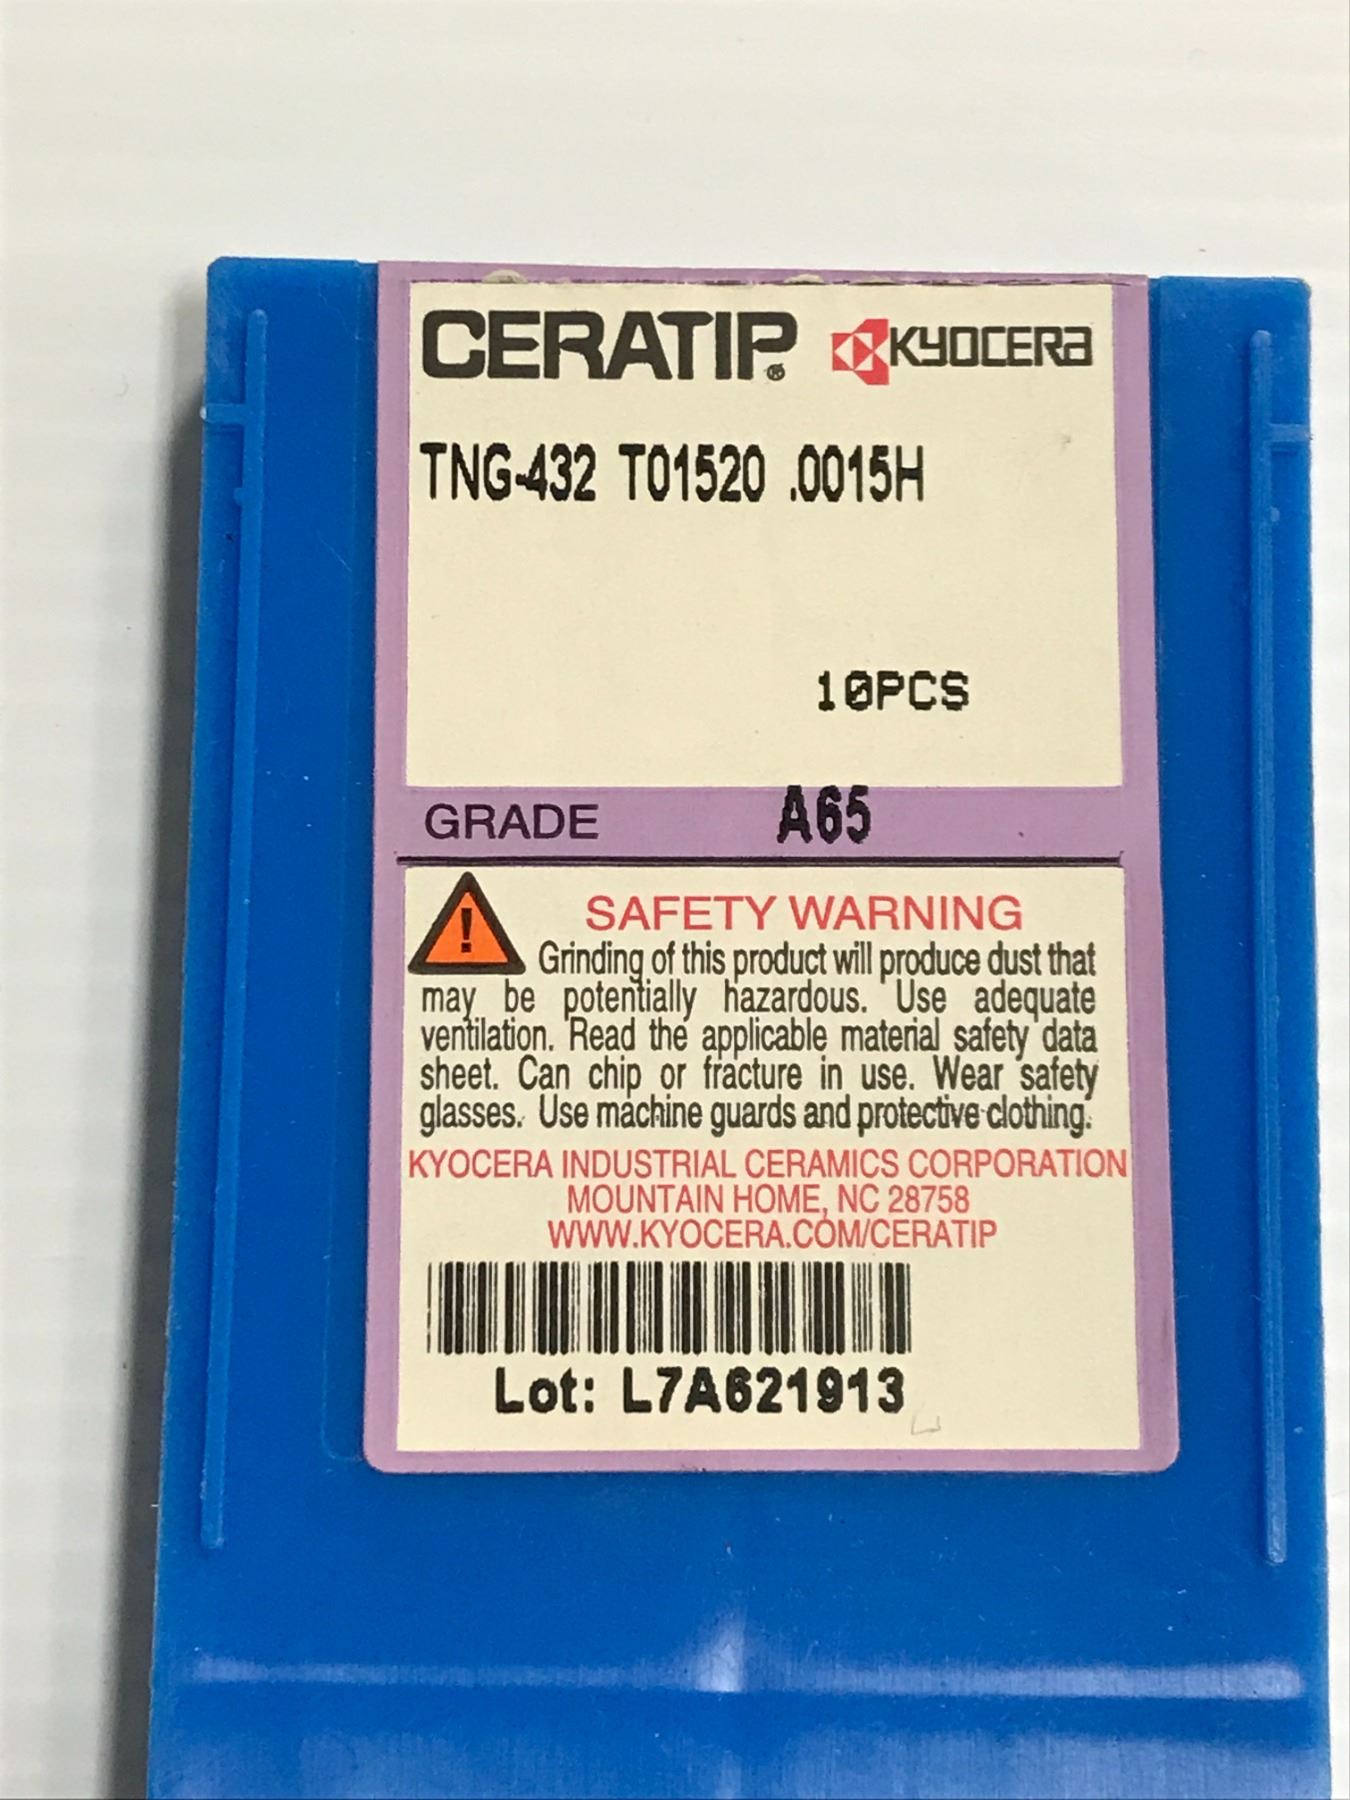 CERATIP® KYOCERA
TNG-432 T01520 .0015H
10PCS
GRADE A65
SAFETY WARNING
Grinding of this product will produce dust that
may be potentially hazardous. Use adequate
ventilation. Read the applicable material safety data
sheet. Can chip or fracture in use. Wear safety
glasses. Use machine guards and protective clothing.
KYOCERA INDUSTRIAL CERAMICS CORPORATION
MOUNTAIN HOME, NC 28758
WWW.KYOCERA.COM/CERATIP
Lot: L7A621913